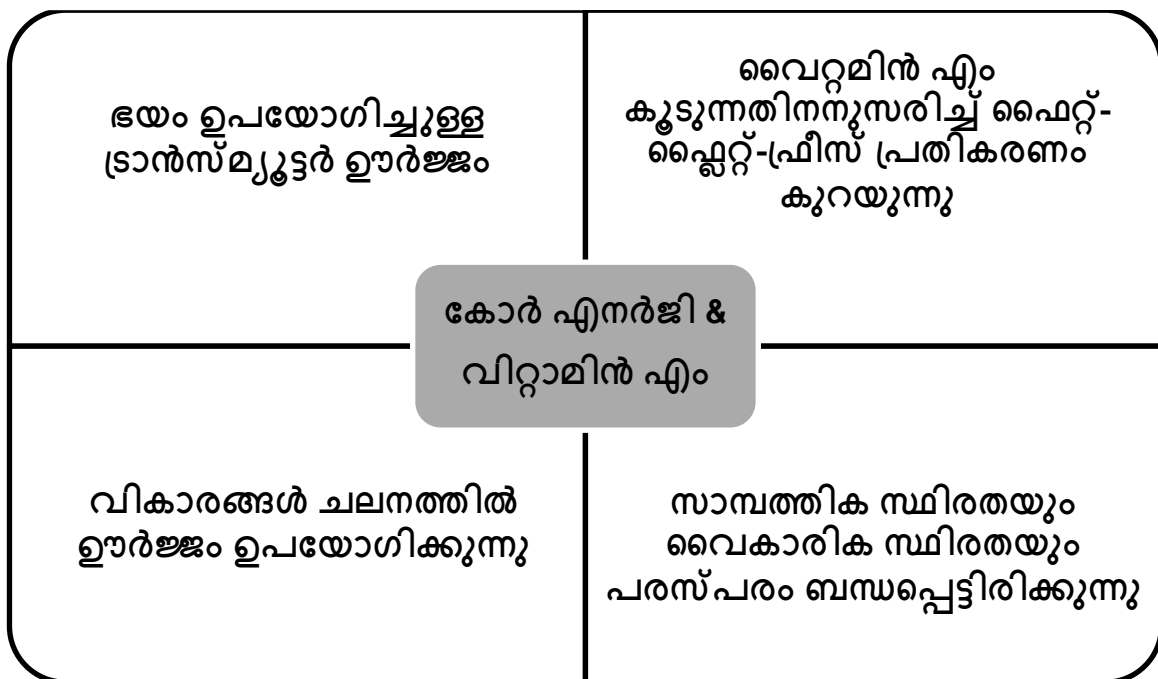 ഭയം ഉപയോഗിച്ചുള്ള
ട്രാൻസ്മ്യൂട്ടർ ഊർജ്ജം
വൈറ്റമിൻ എം
കൂടുന്നതിനനുസരിച്ച് ഫൈറ്റ്-
ഫ്ലൈറ്റ്-ഫ്രീസ് പ്രതികരണം
കുറയുന്നു
കോർ എനർജി &
വിറ്റാമിൻ എം
വികാരങ്ങൾ ചലനത്തിൽ
ഊർജ്ജം ഉപയോഗിക്കുന്നു
സാമ്പത്തിക സ്ഥിരതയും
വൈകാരിക സ്ഥിരതയും
പരസ്പരം ബന്ധപ്പെട്ടിരിക്കുന്നു